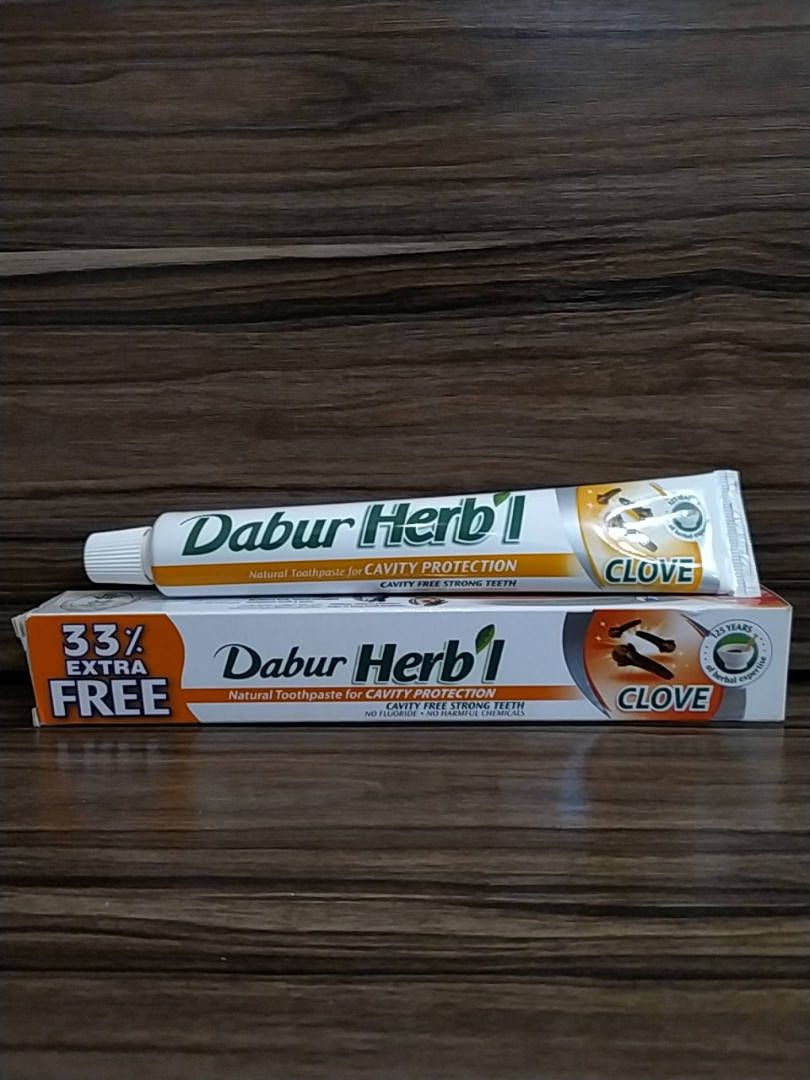 Dabur Herb'l
Natural Toothpaste for CAVITY PROTECTION
CAVITY FREE STRONG TEETH
CLOVE
33%
EXTRA
FREE
Dabur Herb'l
Natural Toothpaste for CAVITY PROTECTION
CAVITY FREE STRONG TEETH
NO FLUORIDE • NO HARMFUL CHEMICALS
CLOVE
125 YEARS
of herbal expertise